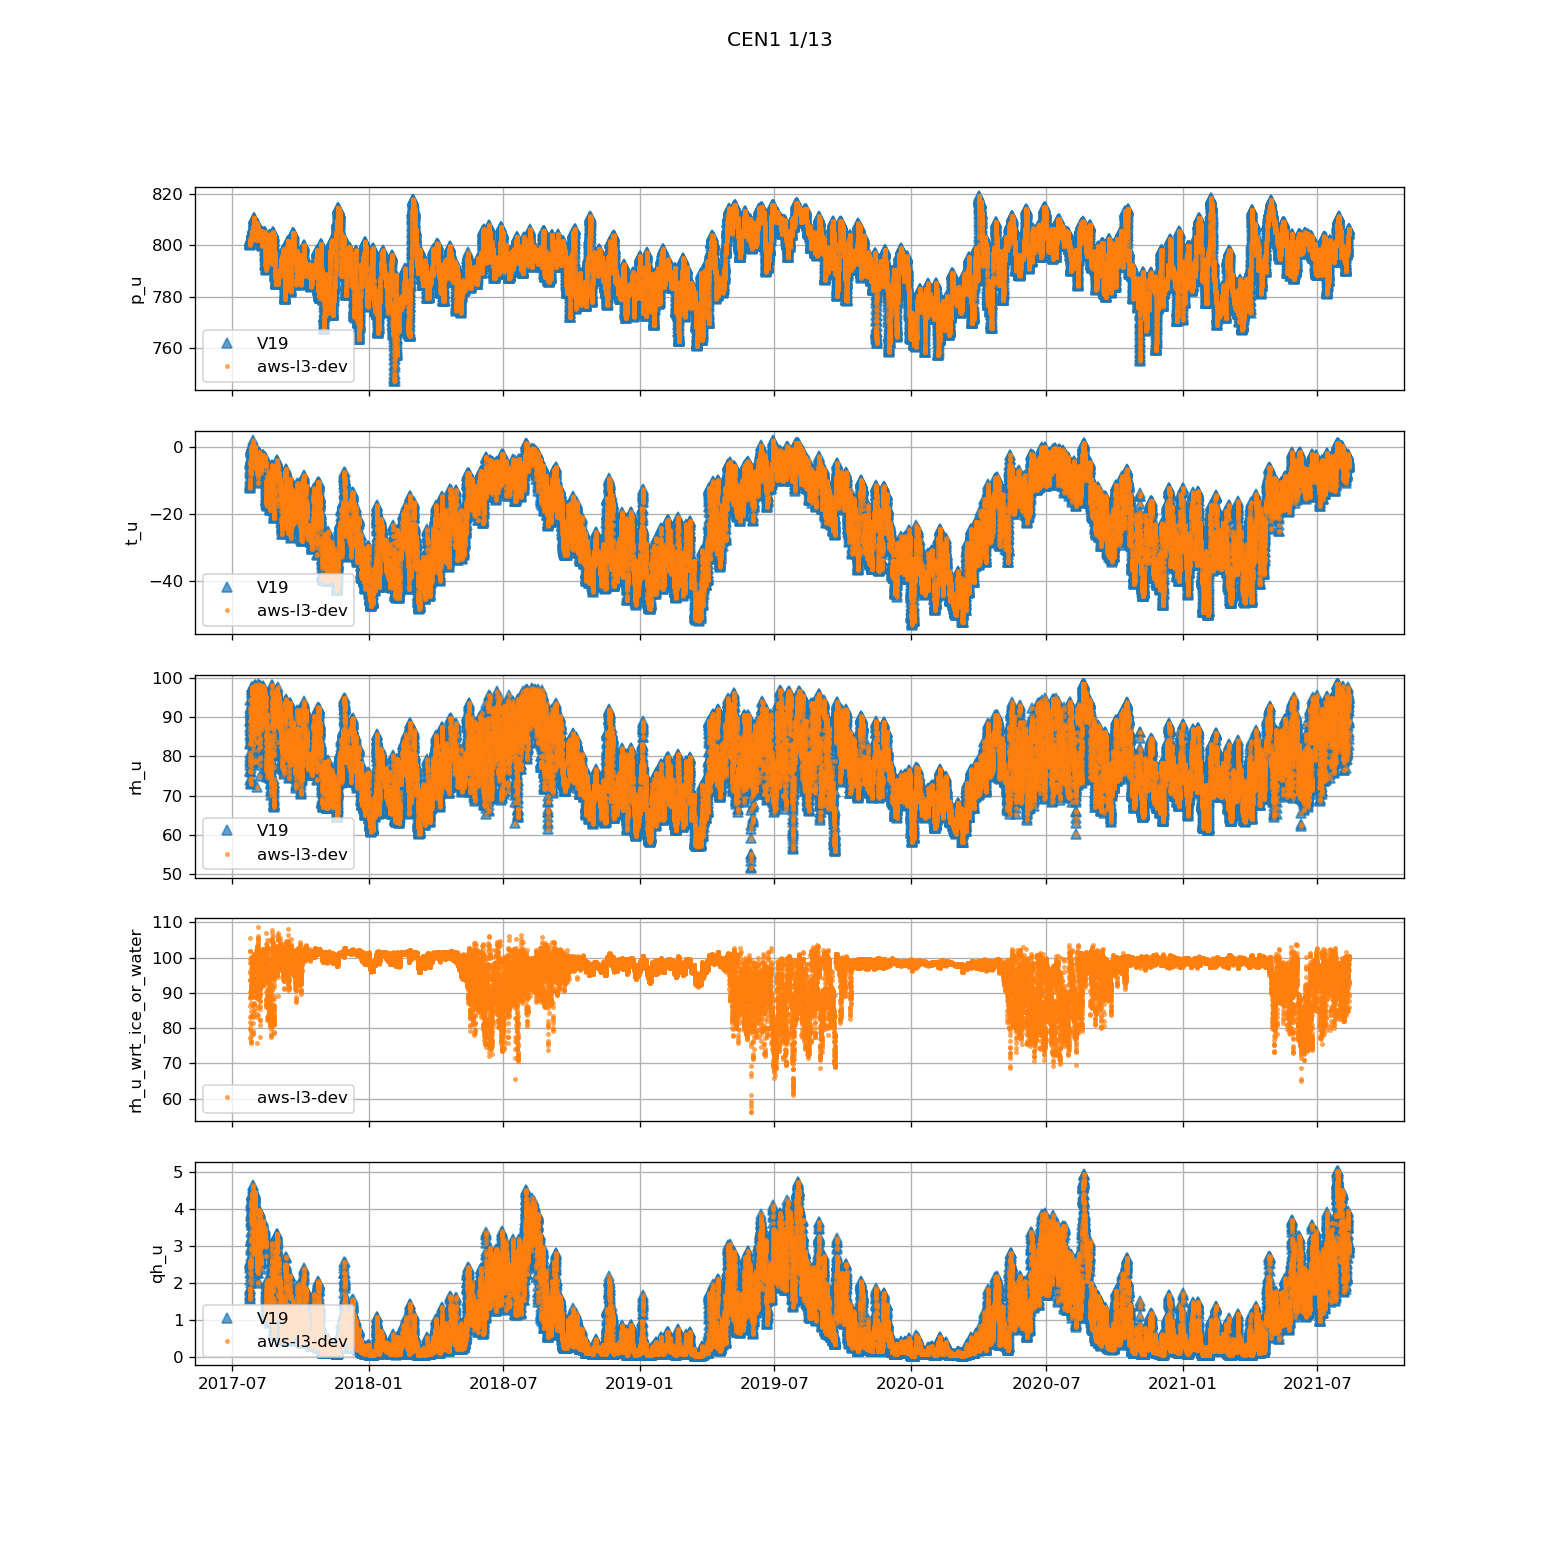 CEN1 1/13
820
800
780
760
p_u
V19
aws-l3-dev
0
−20
−40
t_u
V19
aws-l3-dev
100
90
80
70
60
50
rh_u
V19
aws-l3-dev
110
100
90
80
70
60
rh_u_wrt_ice_or_water
aws-l3-dev
5
4
3
2
1
0
qh_u
V19
aws-l3-dev
2017-07 2018-01 2018-07 2019-01 2019-07 2020-01 2020-07 2021-01 2021-07